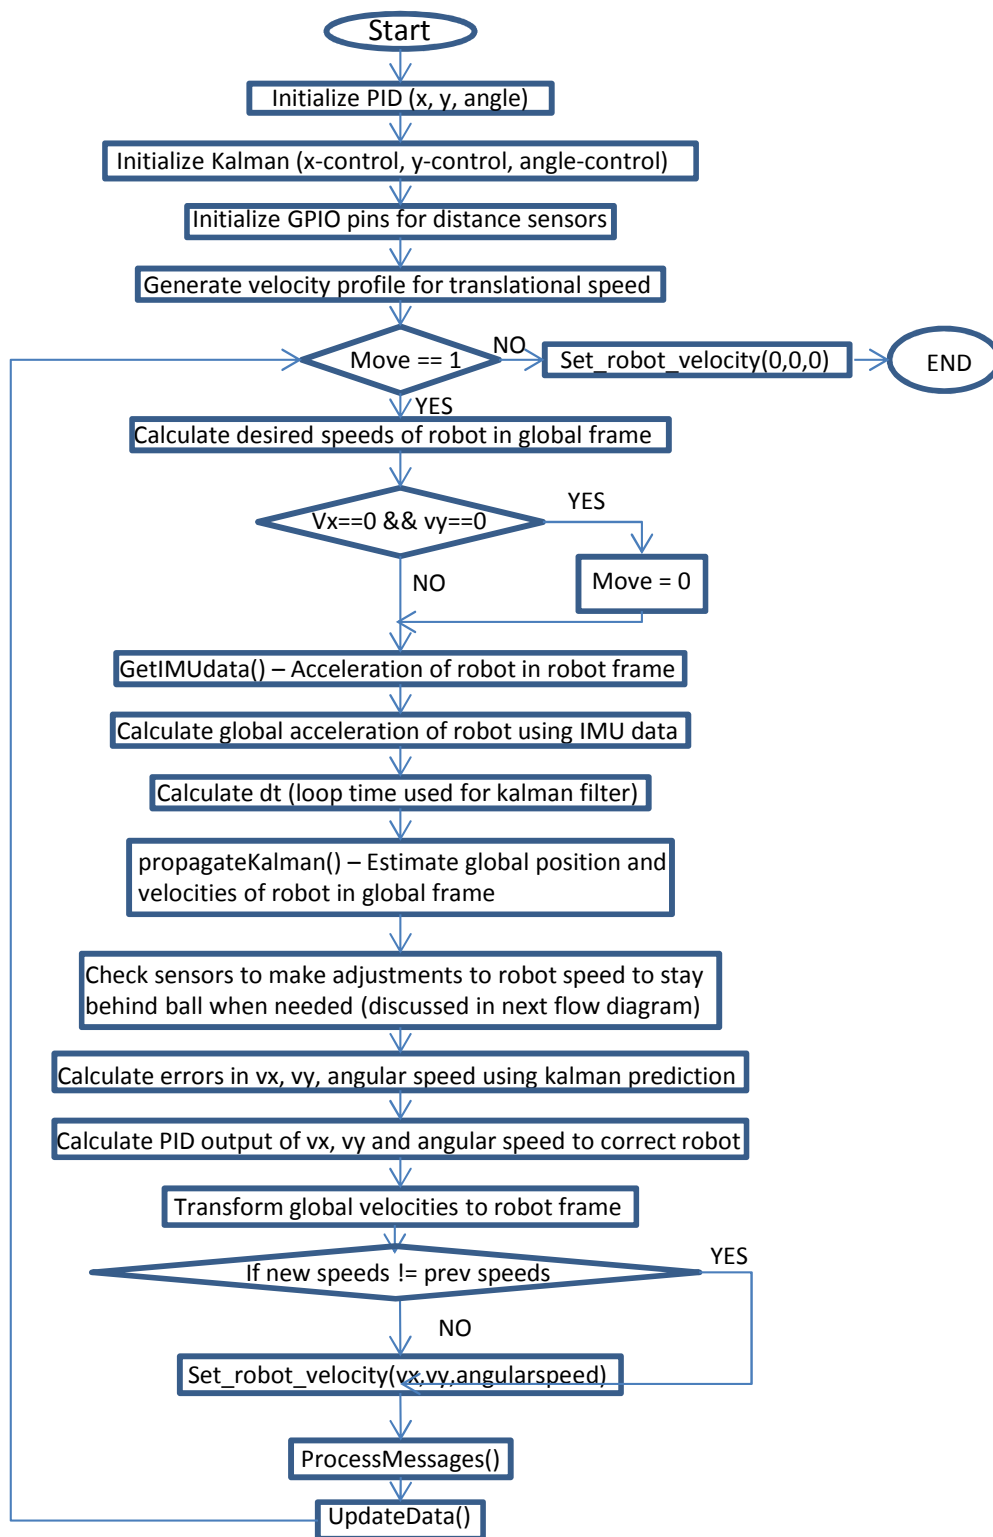 Start
Initialize PID (x, y, angle)
Initialize Kalman (x-control, y-control, angle-control)
Initialize GPIO pins for distance sensors
Generate velocity profile for translational speed
Move == 1
NO
Set_robot_velocity(0,0,0)
END
YES
Calculate desired speeds of robot in global frame
Vx==0 && vy==0
YES
NO
Move = 0
GetIMUdata() – Acceleration of robot in robot frame
Calculate global acceleration of robot using IMU data
Calculate dt (loop time used for kalman filter)
propagateKalman() – Estimate global position and
velocities of robot in global frame
Check sensors to make adjustments to robot speed to stay
behind ball when needed (discussed in next flow diagram)
Calculate errors in vx, vy, angular speed using kalman prediction
Calculate PID output of vx, vy and angular speed to correct robot
Transform global velocities to robot frame
If new speeds != prev speeds
YES
NO
Set_robot_velocity(vx,vy,angularspeed)
ProcessMessages()
UpdateData()